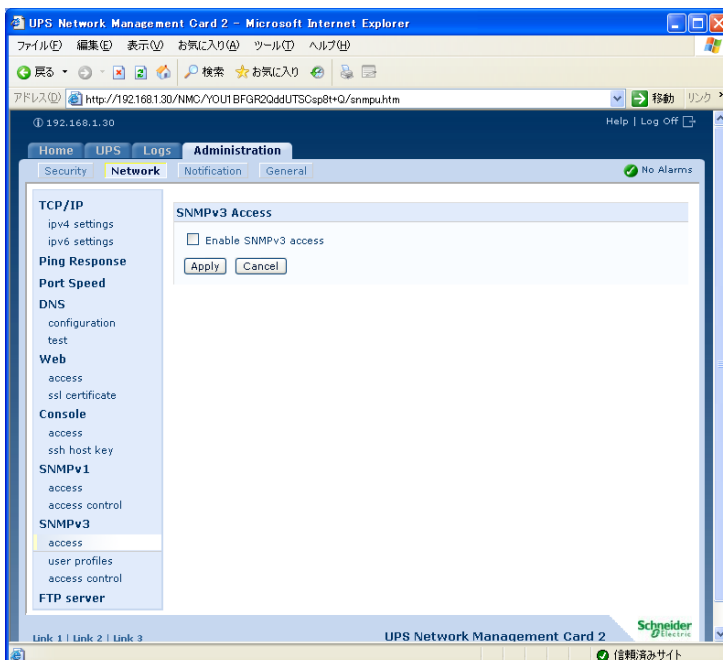 UPS Network Management Card 2 - Microsoft Internet Explorer
ファイル(F) 編集(E) 表示(V) お気に入り(A) ツール(T) ヘルプ(H)
戻る 検索 お気に入り
アドレス(D) http://192.168.1.30/NMC/YOU1BFGR2QddUTSCsp8t+Q/snmpu.htm 移動 リンク »
192.168.1.30 Help | Log Off
Home UPS Logs Administration
Security Network Notification General No Alarms
TCP/IP
ipv4 settings
ipv6 settings
Ping Response
Port Speed
DNS
configuration
test
Web
access
ssl certificate
Console
access
ssh host key
SNMPv1
access
access control
SNMPv3
access
user profiles
access control
FTP server
SNMPv3 Access
Enable SNMPv3 access
Apply Cancel
Link 1 | Link 2 | Link 3
UPS Network Management Card 2
Schneider Electric
信頼済みサイト